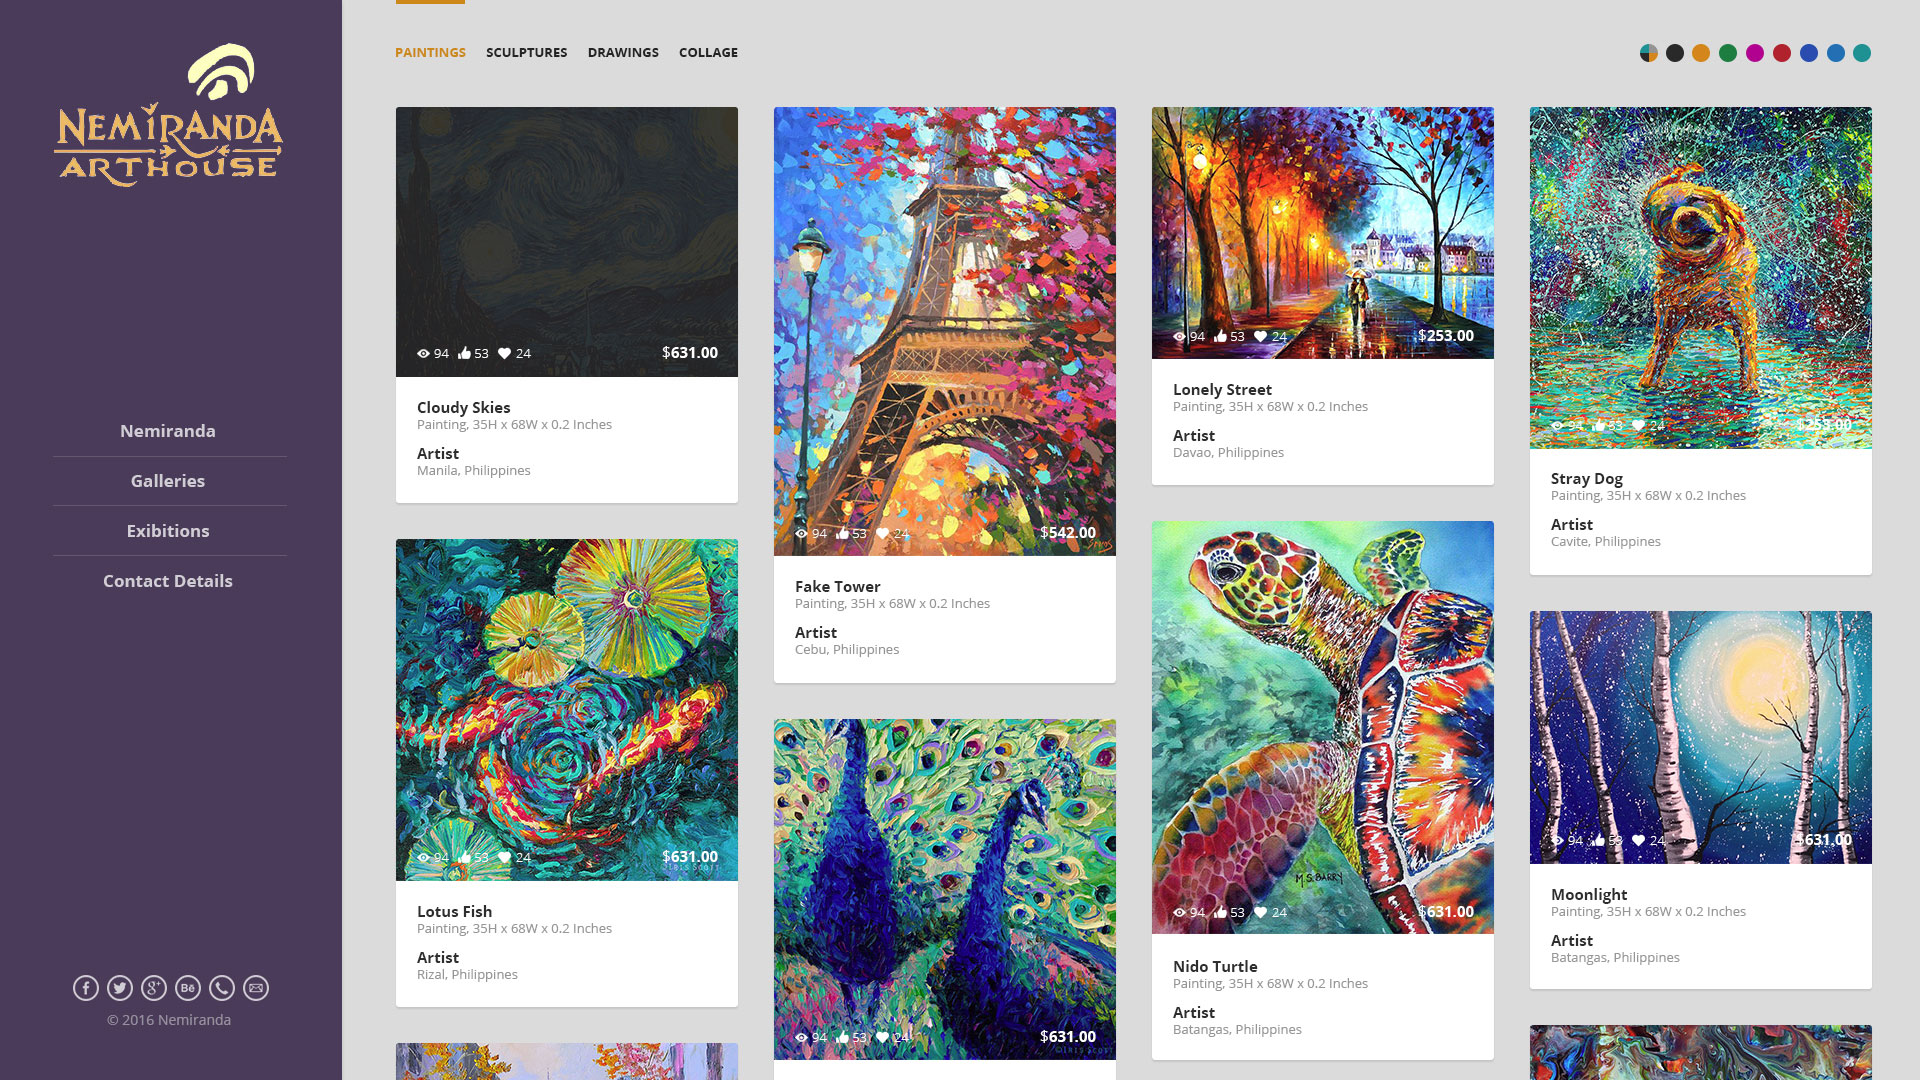 NEMIRANDA
ARTHOUSE
Nemiranda
Galleries
Exibitions
Contact Details
Bē
© 2016 Nemiranda
PAINTINGS SCULPTURES DRAWINGS COLLAGE
94 53 24 $631.00
Cloudy Skies
Painting, 35H x 68W x 0.2 Inches
Artist
Manila, Philippines
94 53 24 $631.00
©IRIS SCOTT
Lotus Fish
Painting, 35H x 68W x 0.2 Inches
Artist
Rizal, Philippines
94 53 24 $542.00
Fake Tower
Painting, 35H x 68W x 0.2 Inches
Artist
Cebu, Philippines
94 53 24 $631.00
©IRIS SCOTT
94 53 24 $253.00
Lonely Street
Painting, 35H x 68W x 0.2 Inches
Artist
Davao, Philippines
M.S. BARRY
94 53 24 $631.00
Nido Turtle
Painting, 35H x 68W x 0.2 Inches
Artist
Batangas, Philippines
94 53 24 $253.00
Stray Dog
Painting, 35H x 68W x 0.2 Inches
Artist
Cavite, Philippines
94 53 24 $631.00
Moonlight
Painting, 35H x 68W x 0.2 Inches
Artist
Batangas, Philippines